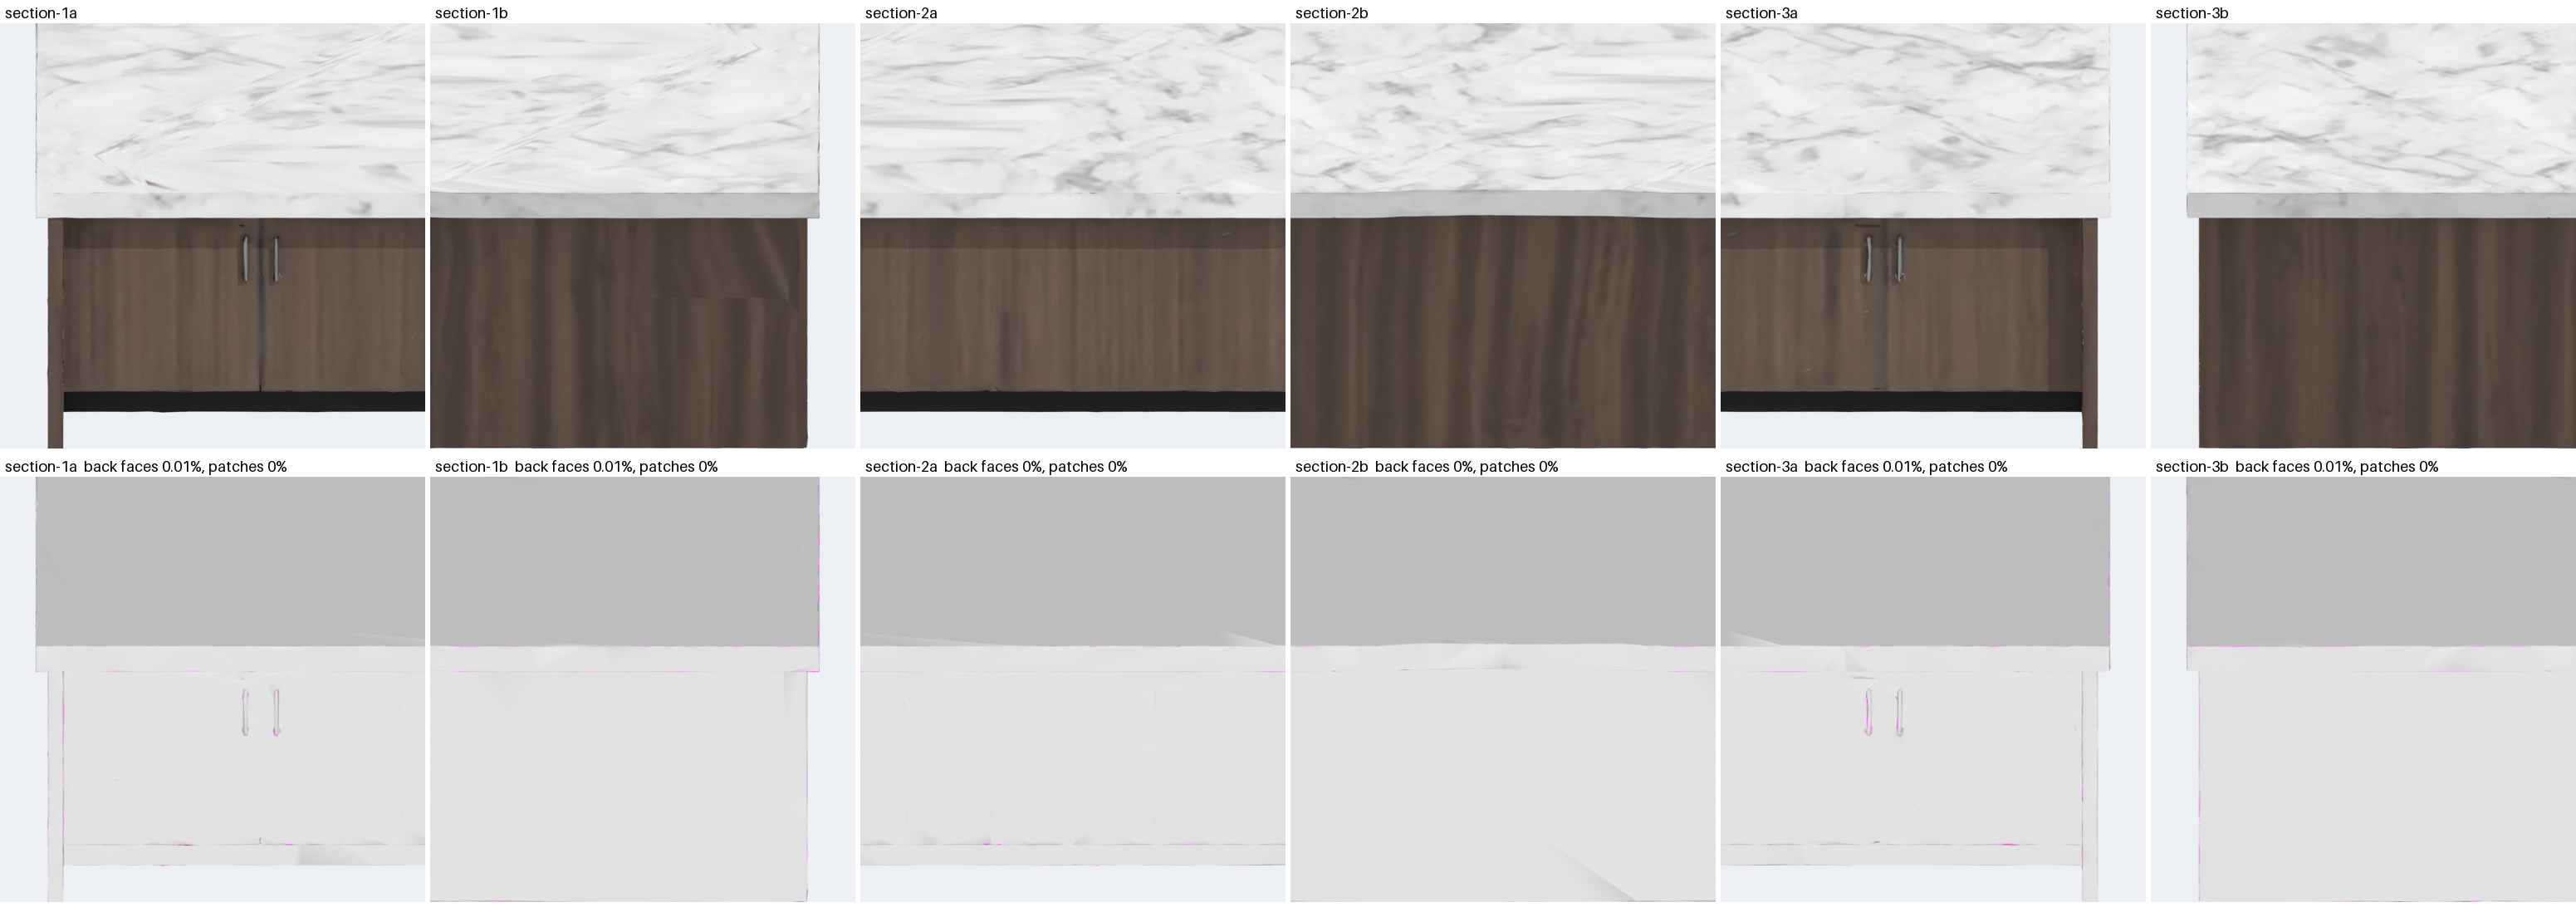 section-1a
section-1b
section-2a
section-2b
section-3a
section-3b
section-1a back faces 0.01%, patches 0%
section-1b back faces 0.01%, patches 0%
section-2a back faces 0%, patches 0%
section-2b back faces 0%, patches 0%
section-3a back faces 0.01%, patches 0%
section-3b back faces 0.01%, patches 0%